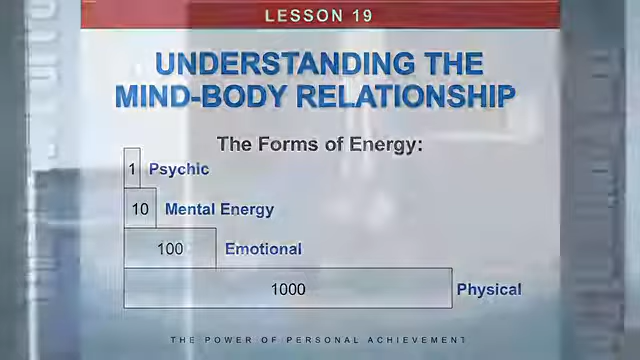 LESSON 19
UNDERSTANDING THE
MIND-BODY RELATIONSHIP
The Forms of Energy:
1 Psychic
10 Mental Energy
100 Emotional
1000 Physical
THE POWER OF PERSONAL ACHIEVEMENT